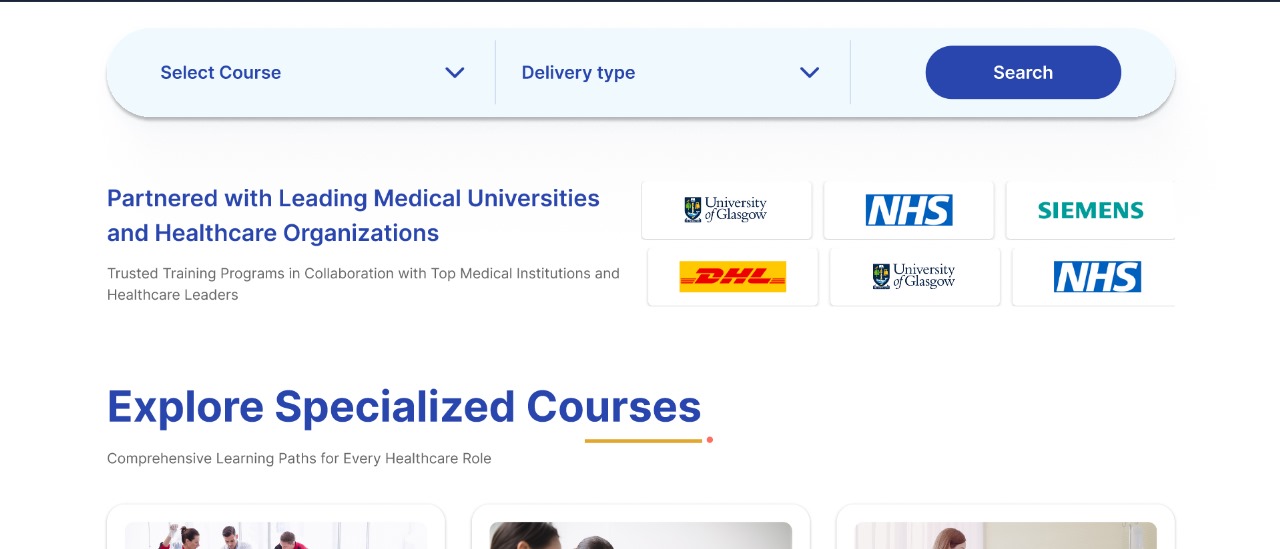 Select Course
Delivery type
Search
Partnered with Leading Medical Universities
and Healthcare Organizations
Trusted Training Programs in Collaboration with Top Medical Institutions and
Healthcare Leaders
University
of Glasgow
NHS
SIEMENS
DHL
University
of Glasgow
NHS
Explore Specialized Courses
Comprehensive Learning Paths for Every Healthcare Role